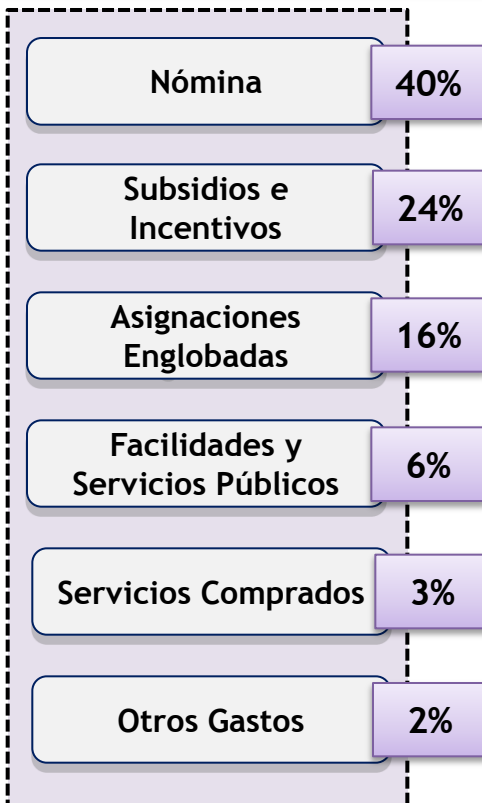 Nómina
40%
Subsidios e
Incentivos
24%
Asignaciones
Englobadas
16%
Facilidades y
Servicios Públicos
6%
Servicios Comprados
3%
Otros Gastos
2%